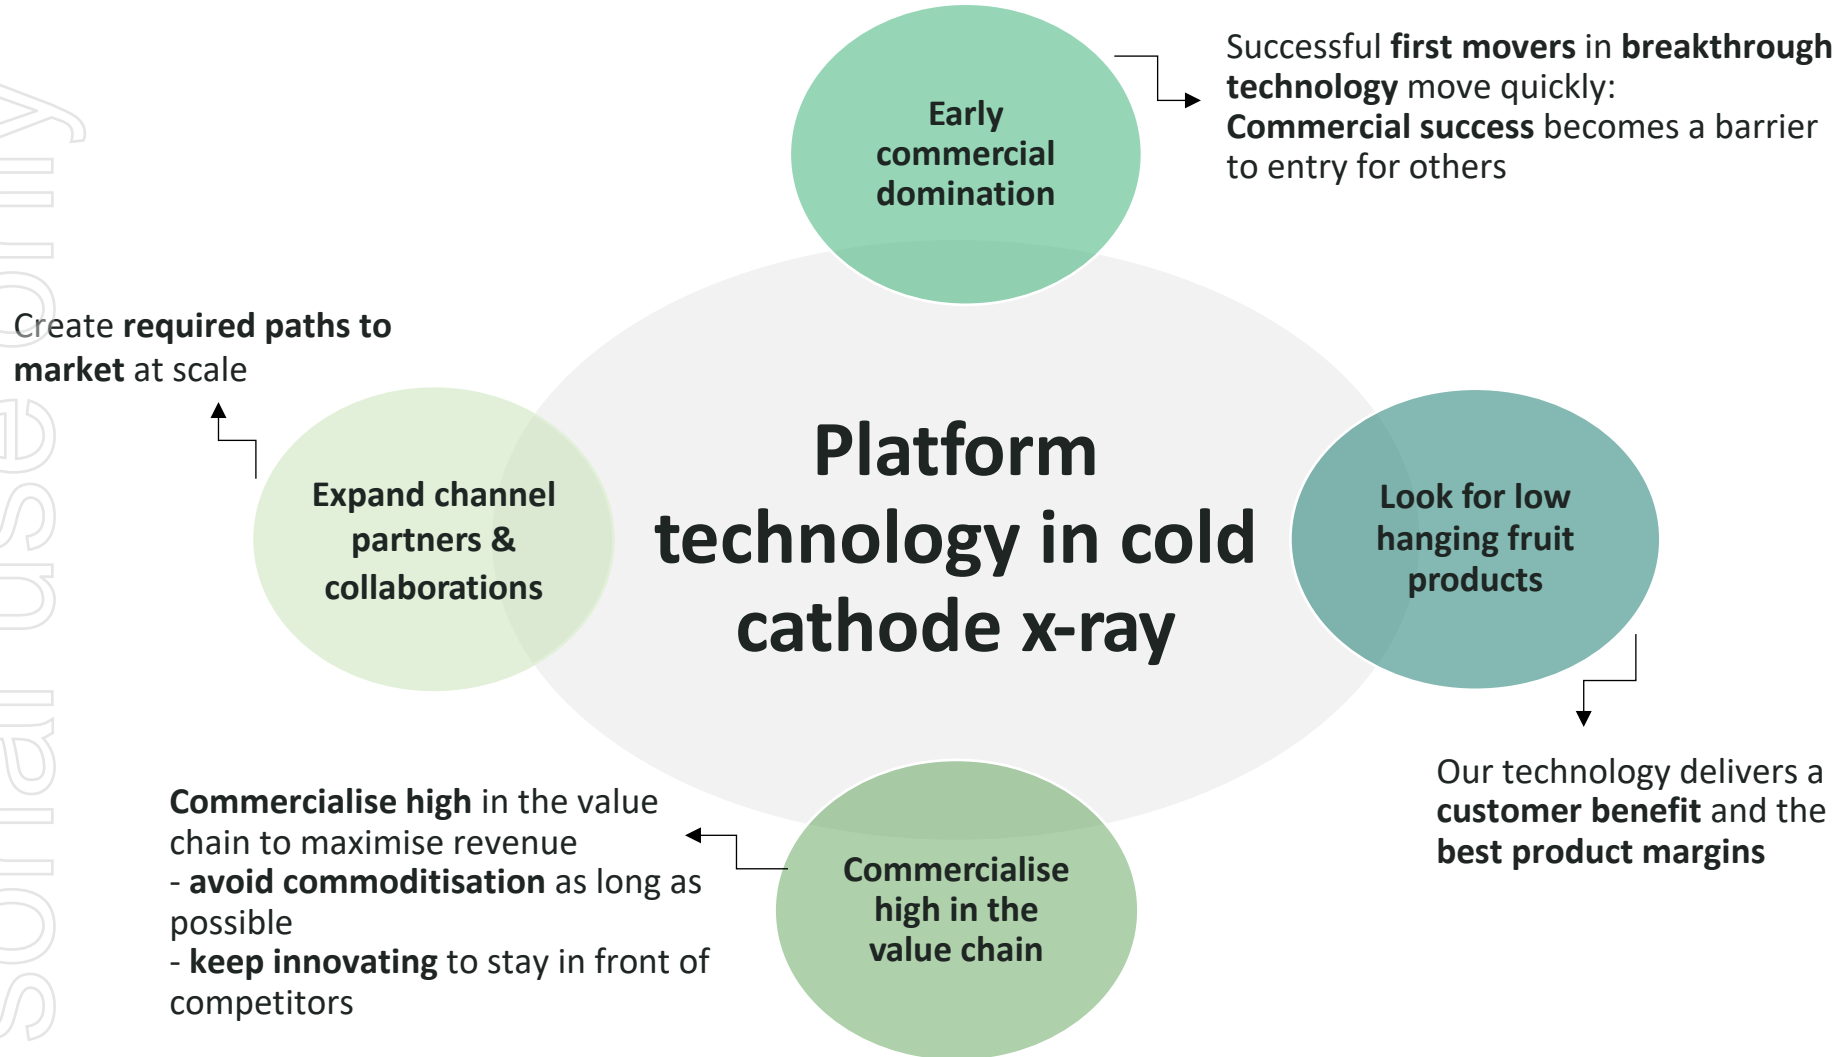 Successful first movers in breakthrough
technology move quickly:
Commercial success becomes a barrier
to entry for others
Early
commercial
domination
Create required paths to
market at scale
Expand channel
partners &
collaborations
Platform
technology in cold
cathode x-ray
Look for low
hanging fruit
products
Our technology delivers a
customer benefit and the
best product margins
Commercialise high in the value
chain to maximise revenue
- avoid commoditisation as long as
possible
- keep innovating to stay in front of
competitors
Commercialise
high in the
value chain
sonal use only